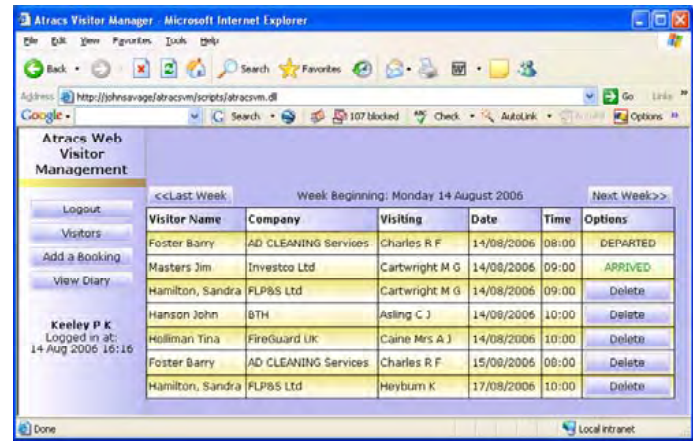 Atracs Visitor Manager - Microsoft Internet Explorer
File Edit View Favorites Tools Help
Back Search Favorites
Address http://johnsavage/atracsvm/scripts/atracsvm.dll Go Links »
Google Search 107 blocked Check AutoLink Options
Atracs Web
Visitor
Management
<<Last Week Week Beginning: Monday 14 August 2006 Next Week>>
Logout
Visitors
Add a Booking
View Diary
Keeley P K
Logged in at:
14 Aug 2006 16:16
Visitor Name Company Visiting Date Time Options
Foster Barry AD CLEANING Services Charles R F 14/08/2006 08:00 DEPARTED
Masters Jim Investco Ltd Cartwright M G 14/08/2006 09:00 ARRIVED
Hamilton, Sandra FLP&S Ltd Cartwright M G 14/08/2006 09:00 Delete
Hanson John BTH Asling C J 14/08/2006 10:00 Delete
Holliman Tina FireGuard UK Caine Mrs A J 14/08/2006 10:00 Delete
Foster Barry AD CLEANING Services Charles R F 15/08/2006 08:00 Delete
Hamilton, Sandra FLP&S Ltd Heyburn K 17/08/2006 10:00 Delete
Done Local intranet